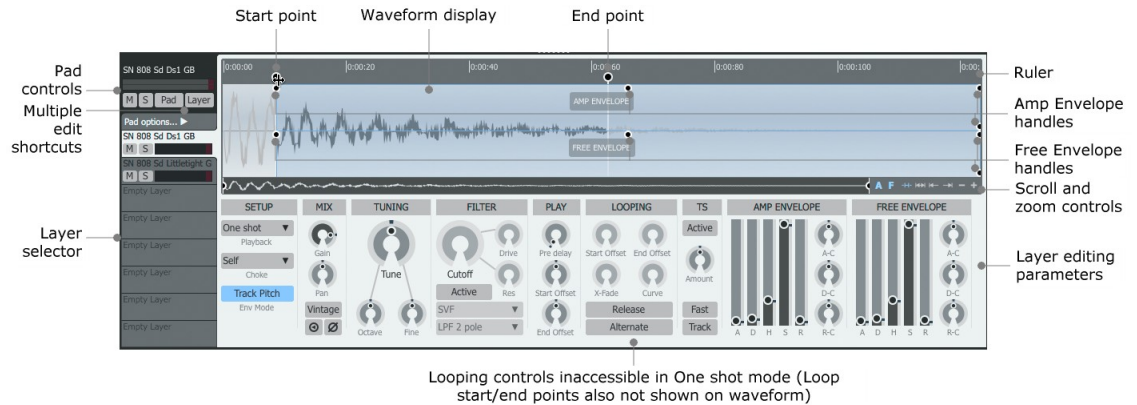 Start point
Waveform display
End point
Pad controls
Multiple edit shortcuts
Layer selector
SN 808 Sd Ds1 GB
M S Pad Layer
Pad options...
SN 808 Sd Ds1 GB
M S
SN 808 Sd Littletight G
M S
Empty Layer
Empty Layer
Empty Layer
Empty Layer
Empty Layer
Empty Layer
0:00:00 0:00:20 0:00:40 0:00:60 0:00:80 0:00:100 0:00:
AMP ENVELOPE
FREE ENVELOPE
A F
Ruler
Amp Envelope handles
Free Envelope handles
Scroll and zoom controls
Layer editing parameters
SETUP MIX TUNING FILTER PLAY LOOPING TS AMP ENVELOPE FREE ENVELOPE
One shot
Playback
Self
Choke
Track Pitch
Env Mode
Gain
Pan
Vintage
Tune
Octave Fine
Cutoff
Drive
Active
Res
SVF
LPF 2 pole
Pre delay
Start Offset
End Offset
Start Offset End Offset
X-Fade Curve
Release
Alternate
Active
Amount
Fast
Track
A D H S R
A-C
D-C
R-C
A D H S R
A-C
D-C
R-C
Looping controls inaccessible in One shot mode (Loop
start/end points also not shown on waveform)